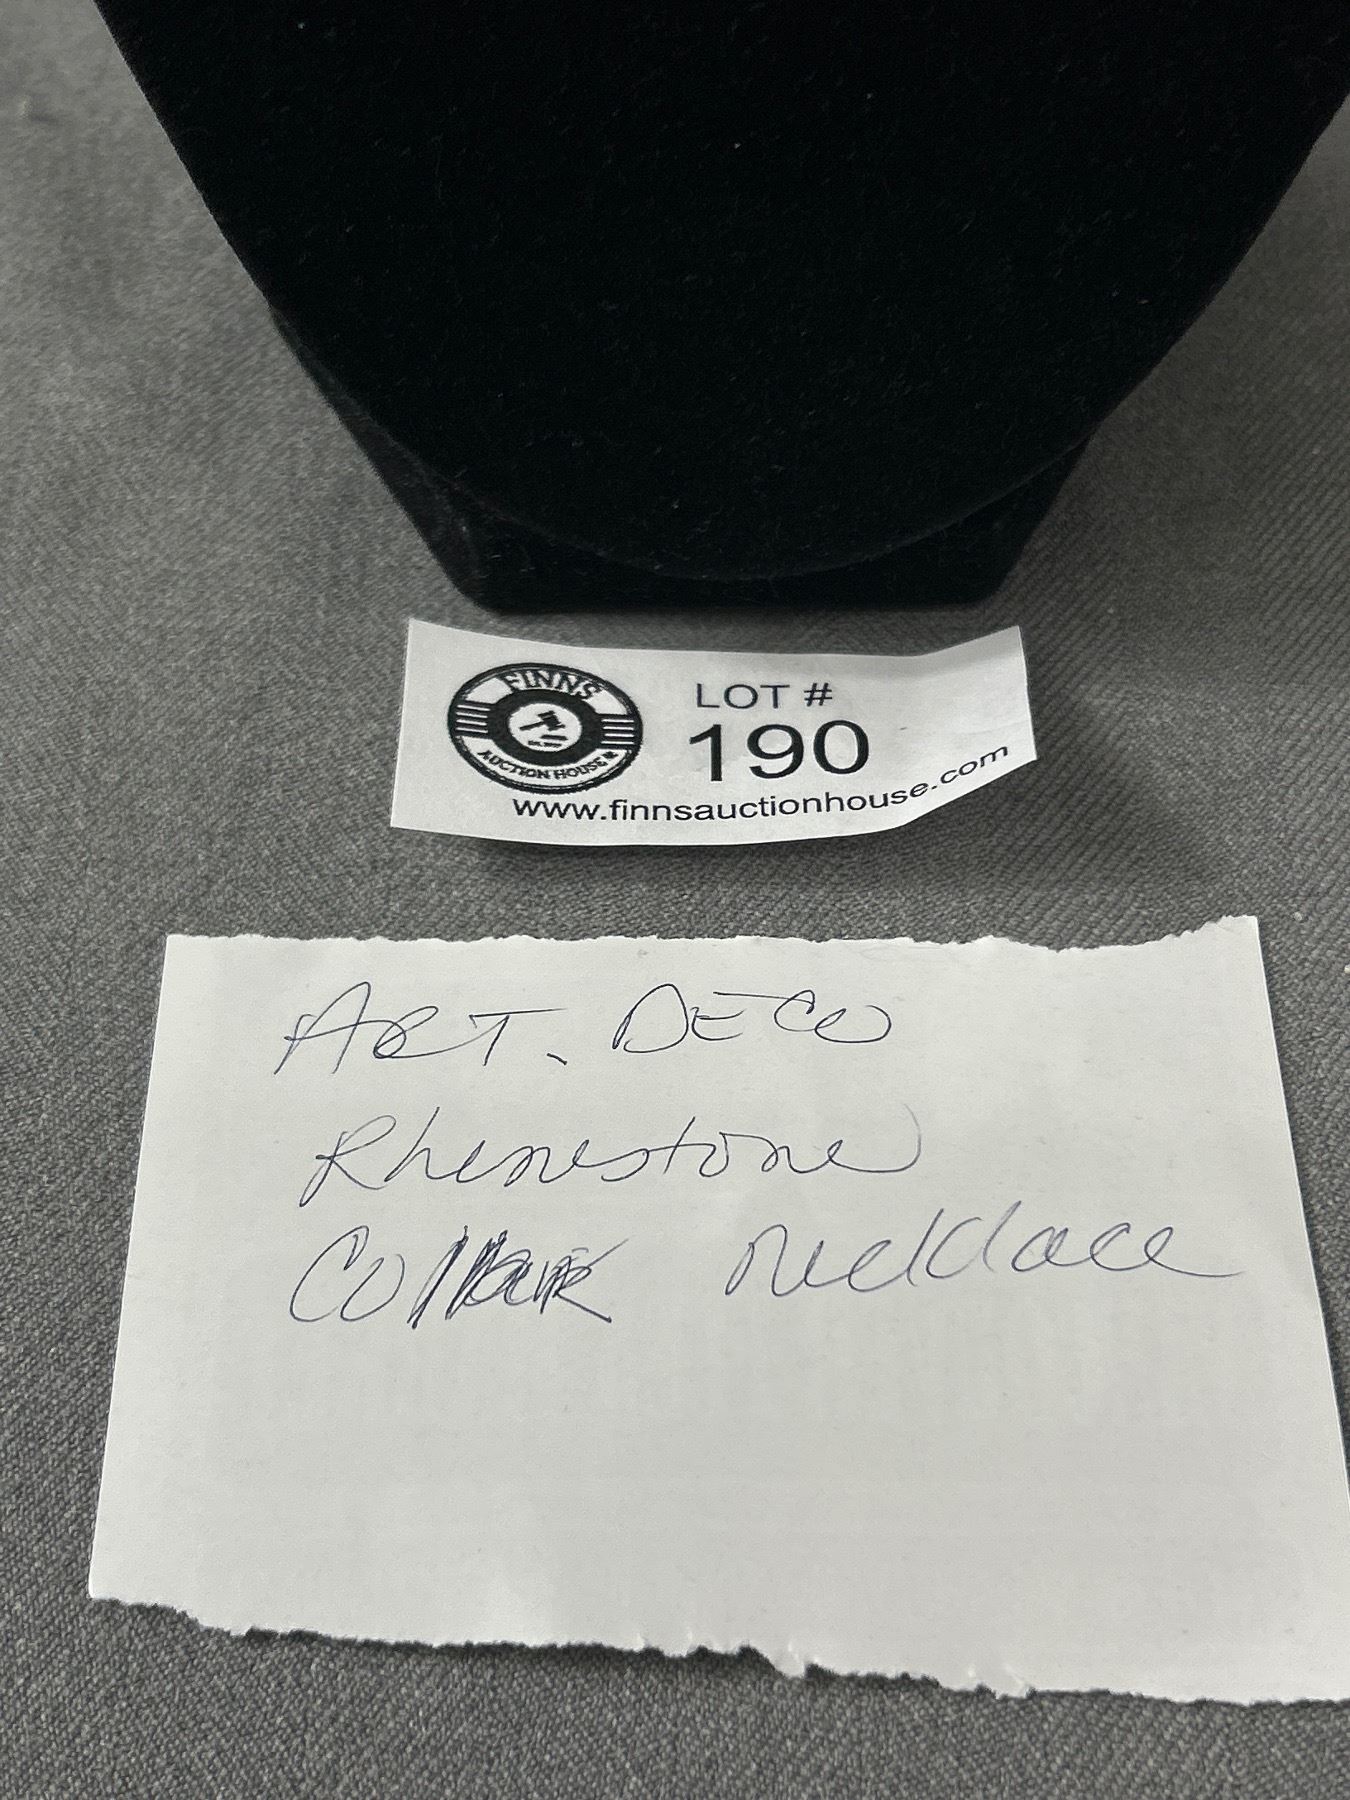 FINNS
AUCTION HOUSE
LOT #
190
www.finnsauctionhouse.com
ART. DECO
Rhinestone
Collar necklace